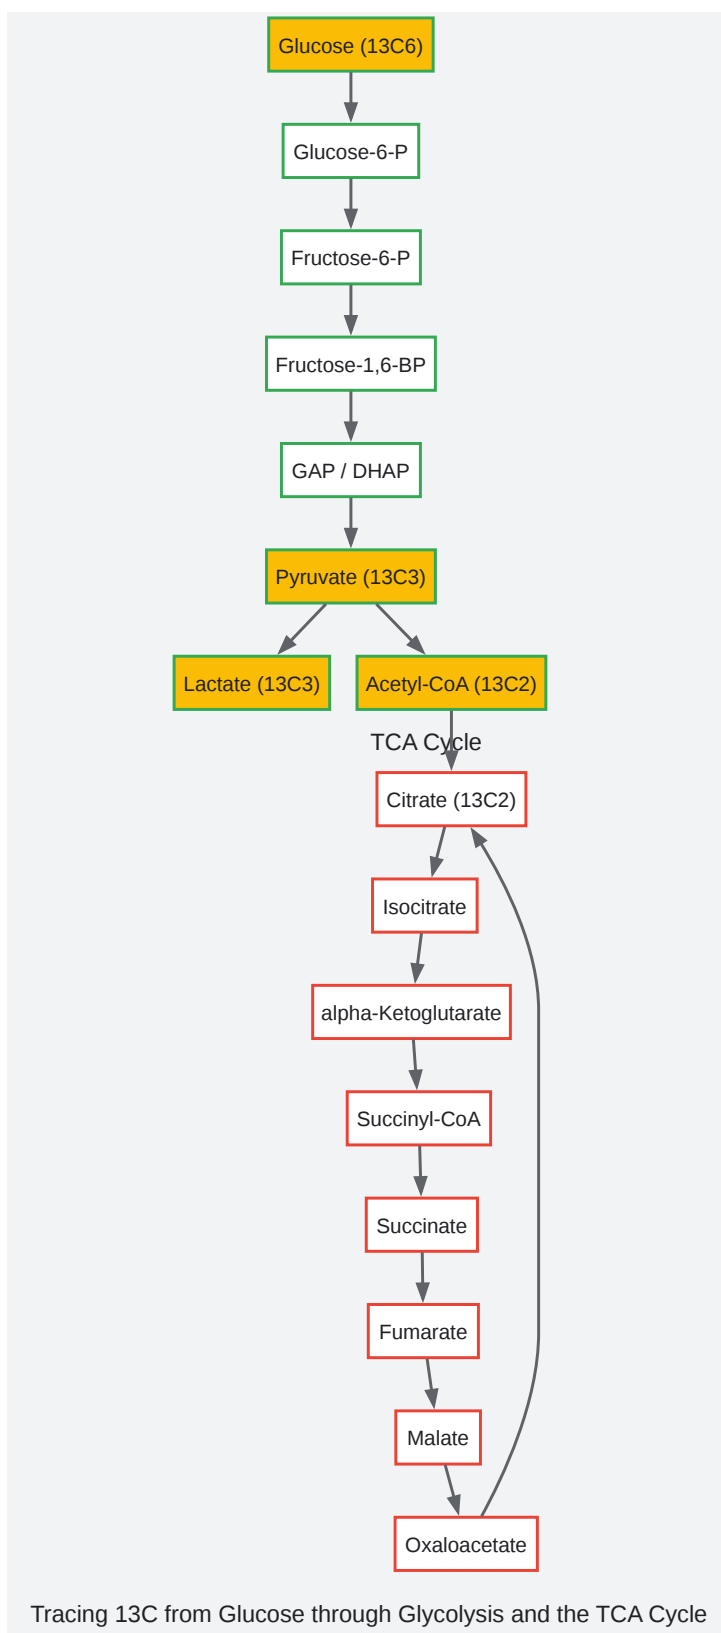 Glucose (13C6)
Glucose-6-P
Fructose-6-P
Fructose-1,6-BP
GAP / DHAP
Pyruvate (13C3)
Lactate (13C3)
Acetyl-CoA (13C2)
TCA Cycle
Citrate (13C2)
Isocitrate
alpha-Ketoglutarate
Succinyl-CoA
Succinate
Fumarate
Malate
Oxaloacetate
Tracing 13C from Glucose through Glycolysis and the TCA Cycle